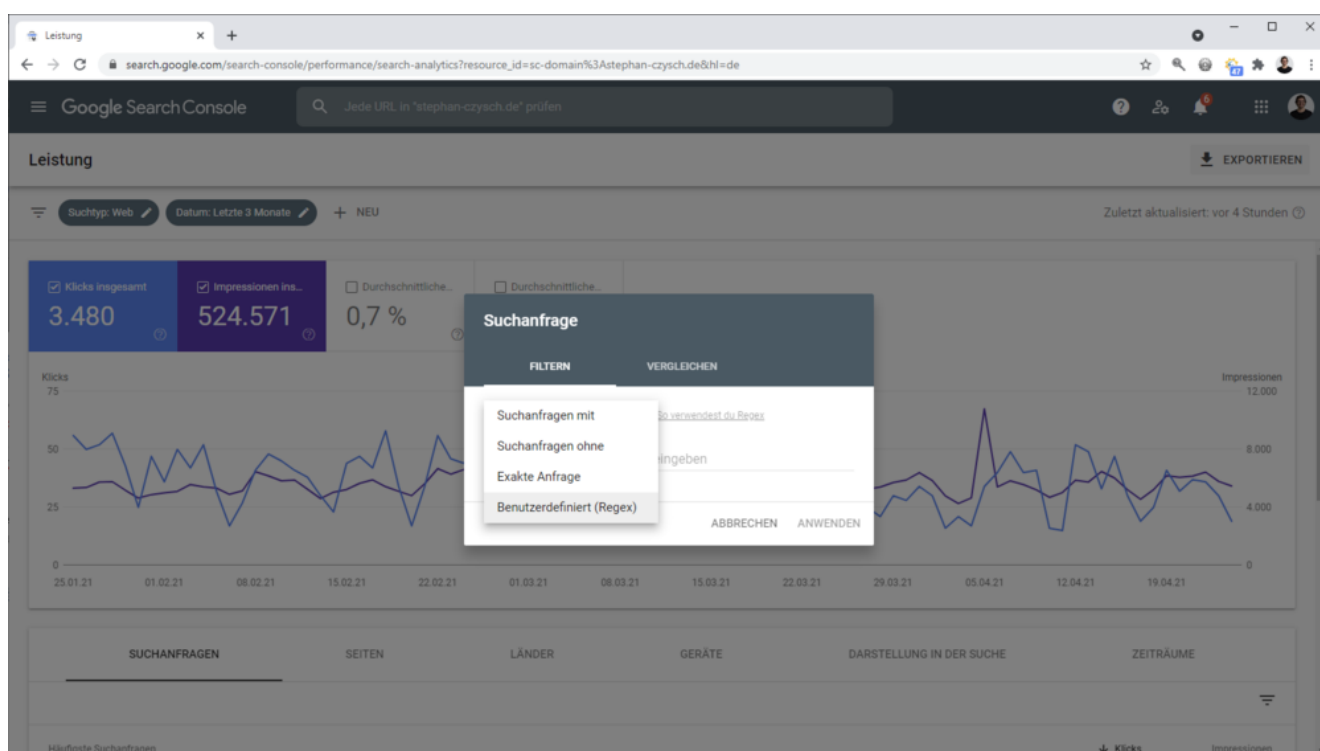 Leistung
search.google.com/search-console/performance/search-analytics?resource_id=sc-domain%3Astephan-czysch.de&hl=de
47
Google Search Console
Jede URL in "stephan-czysch.de" prüfen
6
Leistung
EXPORTIEREN
Suchtyp: Web
Datum: Letzte 3 Monate
NEU
Zuletzt aktualisiert: vor 4 Stunden
Klicks insgesamt
3.480
Impressionen ins…
524.571
Durchschnittliche…
0,7 %
Durchschnittliche…
Suchanfrage
FILTERN
VERGLEICHEN
Suchanfragen mit
Suchanfragen ohne
Exakte Anfrage
Benutzerdefiniert (Regex)
So verwendest du Regex
eingeben
ABBRECHEN
ANWENDEN
Klicks
75
50
25
0
Impressionen
12.000
8.000
4.000
0
25.01.21 01.02.21 08.02.21 15.02.21 22.02.21 01.03.21 08.03.21 15.03.21 22.03.21 29.03.21 05.04.21 12.04.21 19.04.21
SUCHANFRAGEN
SEITEN
LÄNDER
GERÄTE
DARSTELLUNG IN DER SUCHE
ZEITRÄUME
Häufigste Suchanfragen
Klicks
Impressionen